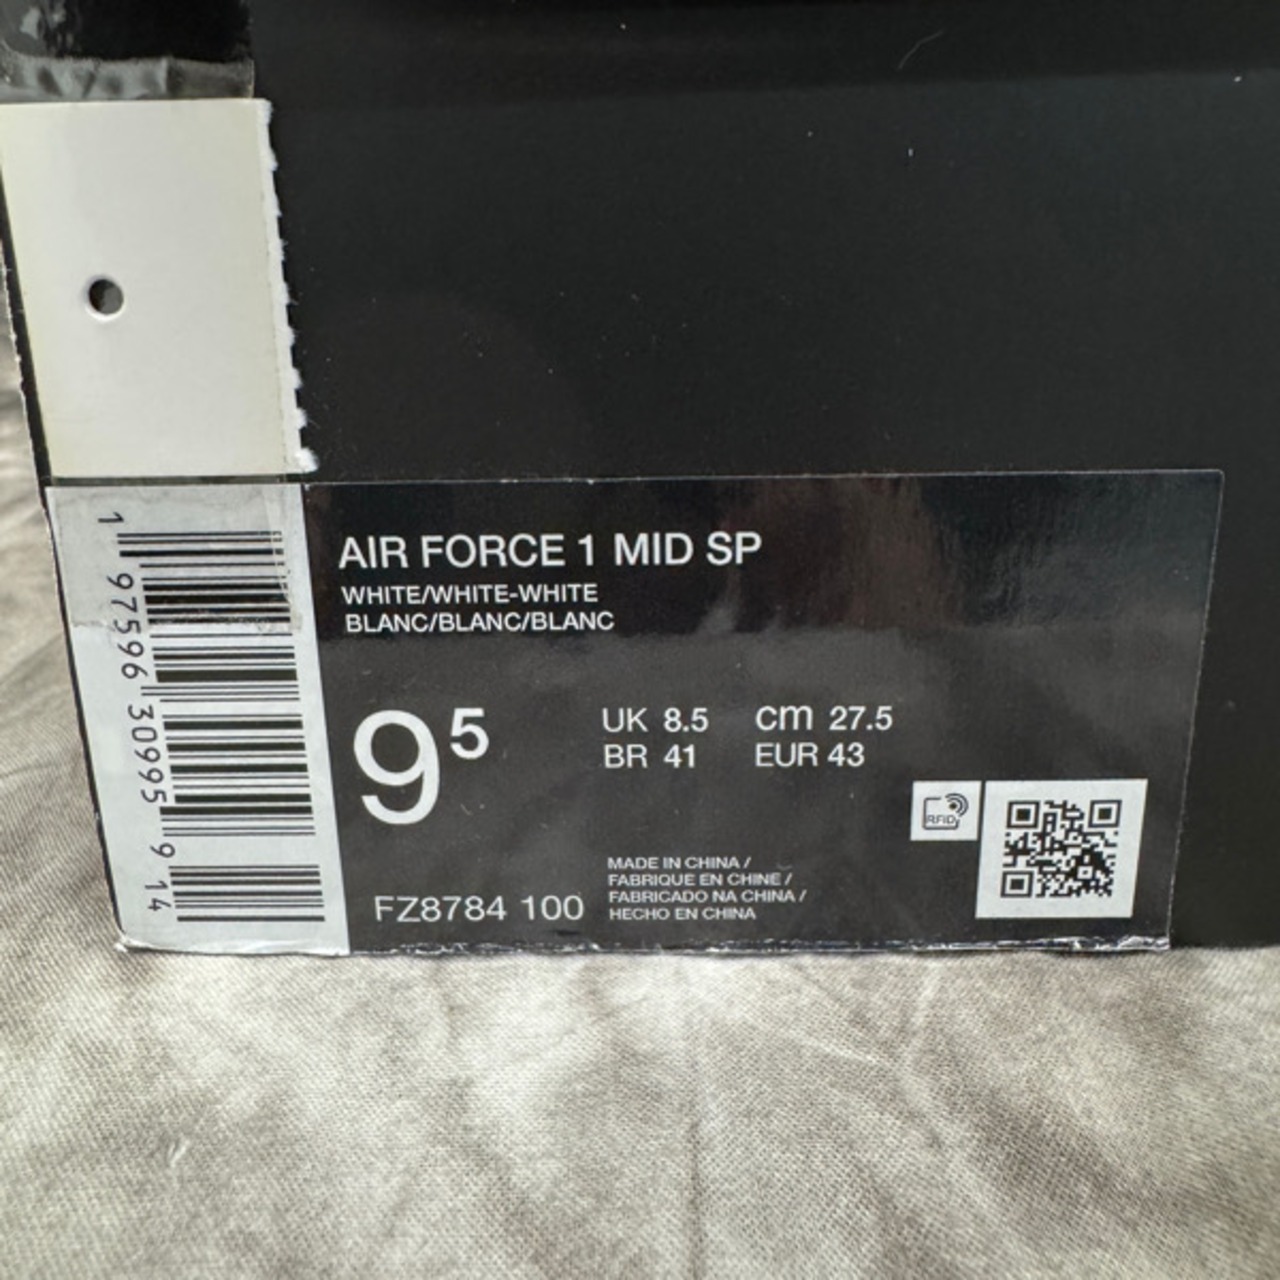 AIR FORCE 1 MID SP
WHITE/WHITE-WHITE
BLANC/BLANC/BLANC
9⁵
UK 8.5 cm 27.5
BR 41 EUR 43
RFID
MADE IN CHINA /
FABRIQUE EN CHINE /
FABRICADO NA CHINA /
HECHO EN CHINA
FZ8784 100
1 97596 30995 9 14